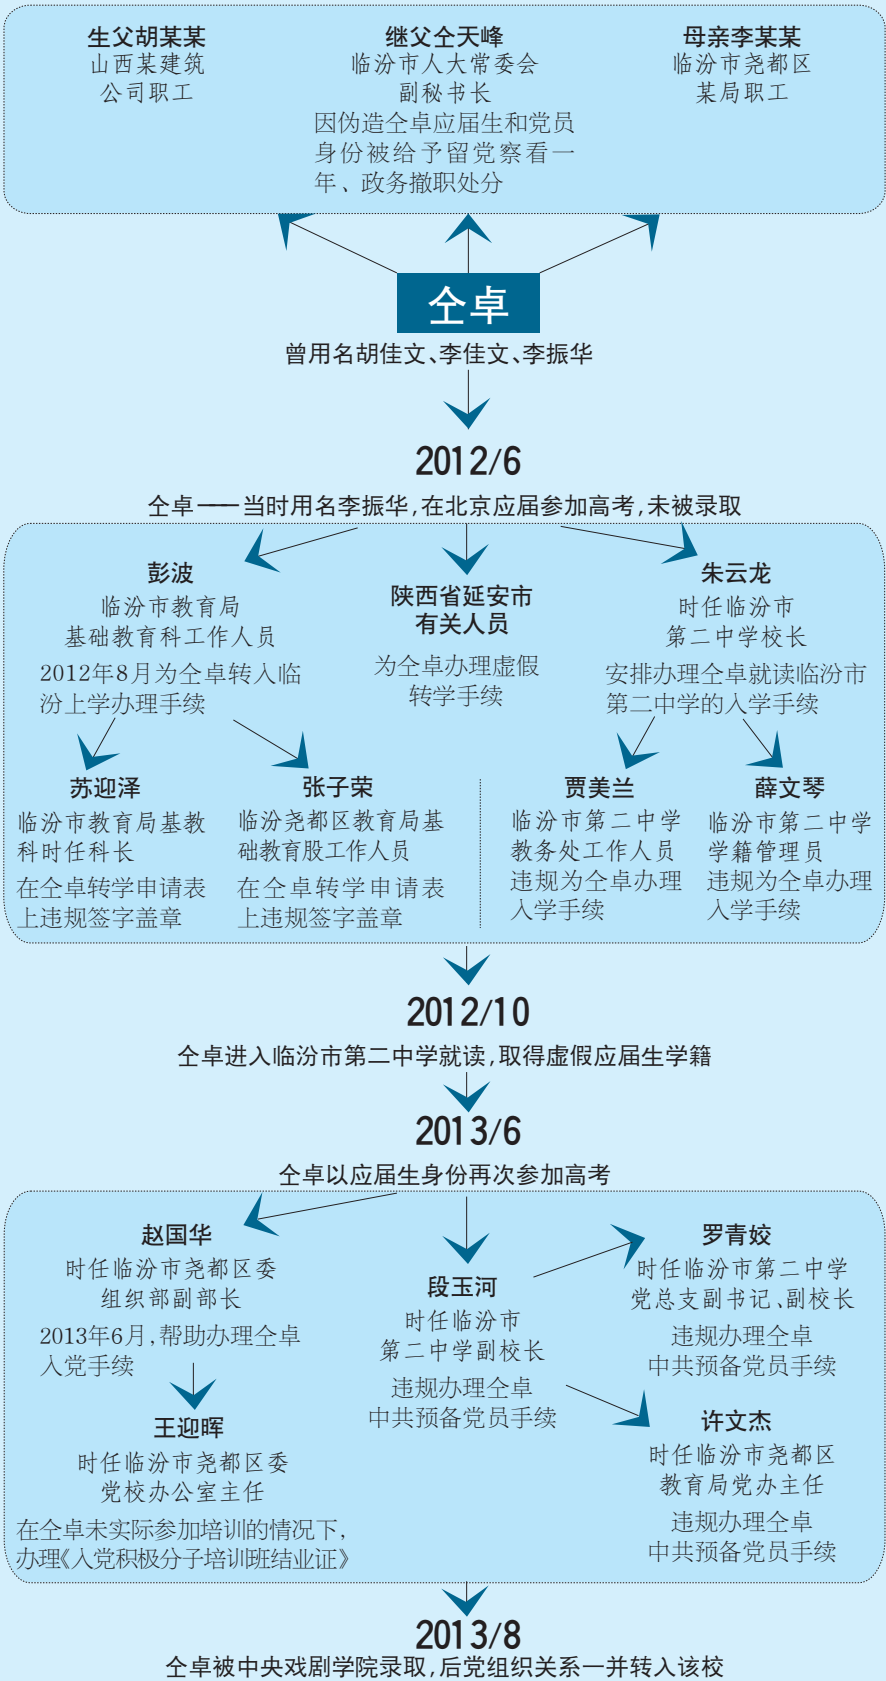 生父胡某某
山西某建筑
公司职工
继父仝天峰
临汾市人大常委会
副秘书长
因伪造仝卓应届生和党员
身份被给予留党察看一
年、政务撤职处分
母亲李某某
临汾市尧都区
某局职工
仝卓
曾用名胡佳文、李佳文、李振华
2012/6
仝卓——当时用名李振华,在北京应届参加高考,未被录取
彭波
临汾市教育局
基础教育科工作人员
2012年8月为仝卓转入临
汾上学办理手续
陕西省延安市
有关人员
为仝卓办理虚假
转学手续
朱云龙
时任临汾市
第二中学校长
安排办理仝卓就读临汾市
第二中学的入学手续
苏迎泽
临汾市教育局基教
科时任科长
在仝卓转学申请表
上违规签字盖章
张子荣
临汾尧都区教育局基
础教育股工作人员
在仝卓转学申请表
上违规签字盖章
贾美兰
临汾市第二中学
教务处工作人员
违规为仝卓办理
入学手续
薛文琴
临汾市第二中学
学籍管理员
违规为仝卓办理
入学手续
2012/10
仝卓进入临汾市第二中学就读,取得虚假应届生学籍
2013/6
仝卓以应届生身份再次参加高考
赵国华
时任临汾市尧都区委
组织部副部长
2013年6月,帮助办理仝卓
入党手续
王迎晖
时任临汾市尧都区委
党校办公室主任
在仝卓未实际参加培训的情况下,
办理《入党积极分子培训班结业证》
段玉河
时任临汾市
第二中学副校长
违规办理仝卓
中共预备党员手续
罗青姣
时任临汾市第二中学
党总支副书记、副校长
违规办理仝卓
中共预备党员手续
许文杰
时任临汾市尧都区
教育局党办主任
违规办理仝卓
中共预备党员手续
2013/8
仝卓被中央戏剧学院录取,后党组织关系一并转入该校